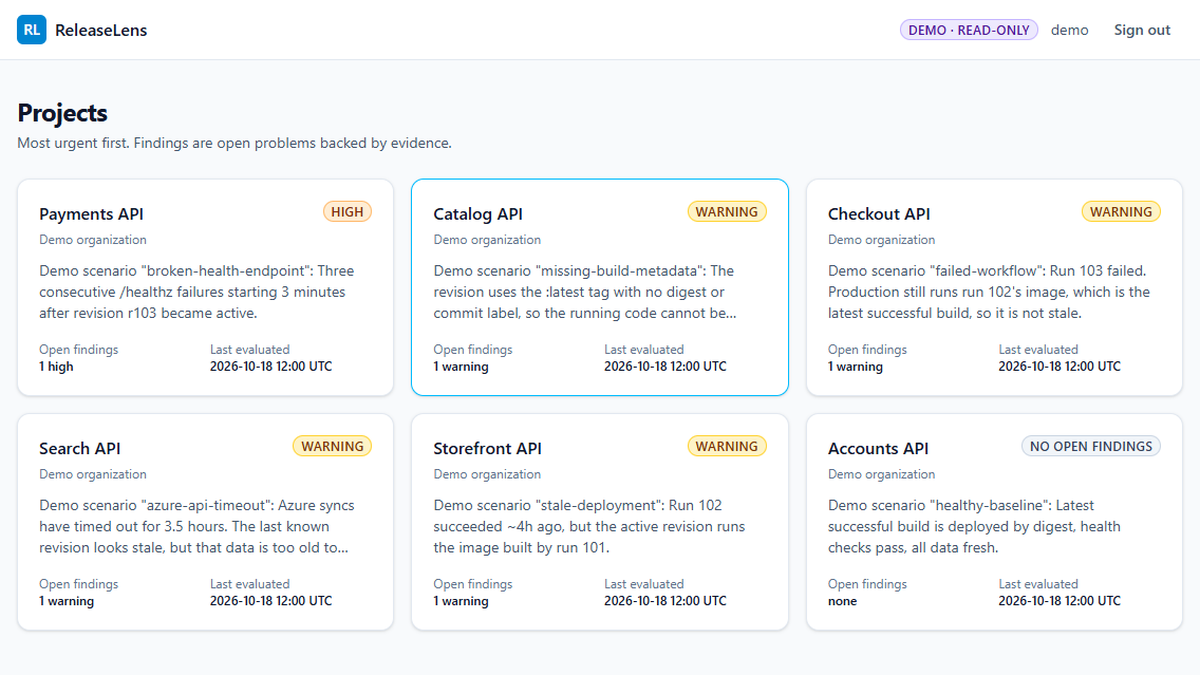 RL ReleaseLens
DEMO · READ-ONLY demo Sign out
Projects
Most urgent first. Findings are open problems backed by evidence.
Payments API HIGH
Demo organization
Demo scenario "broken-health-endpoint": Three
consecutive /healthz failures starting 3 minutes
after revision r103 became active.
Open findings Last evaluated
1 high 2026-10-18 12:00 UTC
Catalog API WARNING
Demo organization
Demo scenario "missing-build-metadata": The
revision uses the :latest tag with no digest or
commit label, so the running code cannot be...
Open findings Last evaluated
1 warning 2026-10-18 12:00 UTC
Checkout API WARNING
Demo organization
Demo scenario "failed-workflow": Run 103 failed.
Production still runs run 102's image, which is the
latest successful build, so it is not stale.
Open findings Last evaluated
1 warning 2026-10-18 12:00 UTC
Search API WARNING
Demo organization
Demo scenario "azure-api-timeout": Azure syncs
have timed out for 3.5 hours. The last known
revision looks stale, but that data is too old to...
Open findings Last evaluated
1 warning 2026-10-18 12:00 UTC
Storefront API WARNING
Demo organization
Demo scenario "stale-deployment": Run 102
succeeded ~4h ago, but the active revision runs
the image built by run 101.
Open findings Last evaluated
1 warning 2026-10-18 12:00 UTC
Accounts API NO OPEN FINDINGS
Demo organization
Demo scenario "healthy-baseline": Latest
successful build is deployed by digest, health
checks pass, all data fresh.
Open findings Last evaluated
none 2026-10-18 12:00 UTC